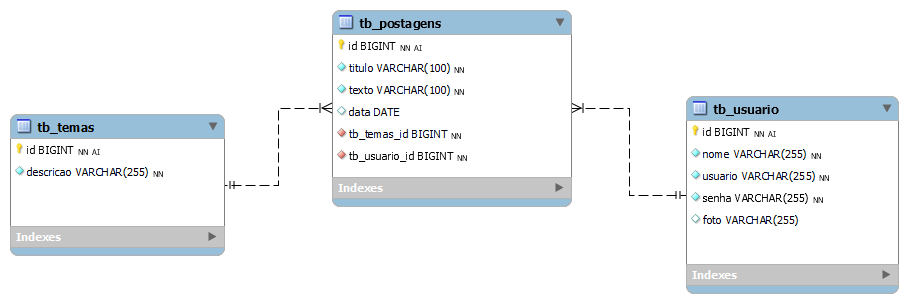 tb_temas
id BIGINT NN AI
descricao VARCHAR(255) NN
Indexes
tb_postagens
id BIGINT NN AI
titulo VARCHAR(100) NN
texto VARCHAR(100) NN
data DATE
tb_temas_id BIGINT NN
tb_usuario_id BIGINT NN
Indexes
tb_usuario
id BIGINT NN AI
nome VARCHAR(255) NN
usuario VARCHAR(255) NN
senha VARCHAR(255) NN
foto VARCHAR(255)
Indexes